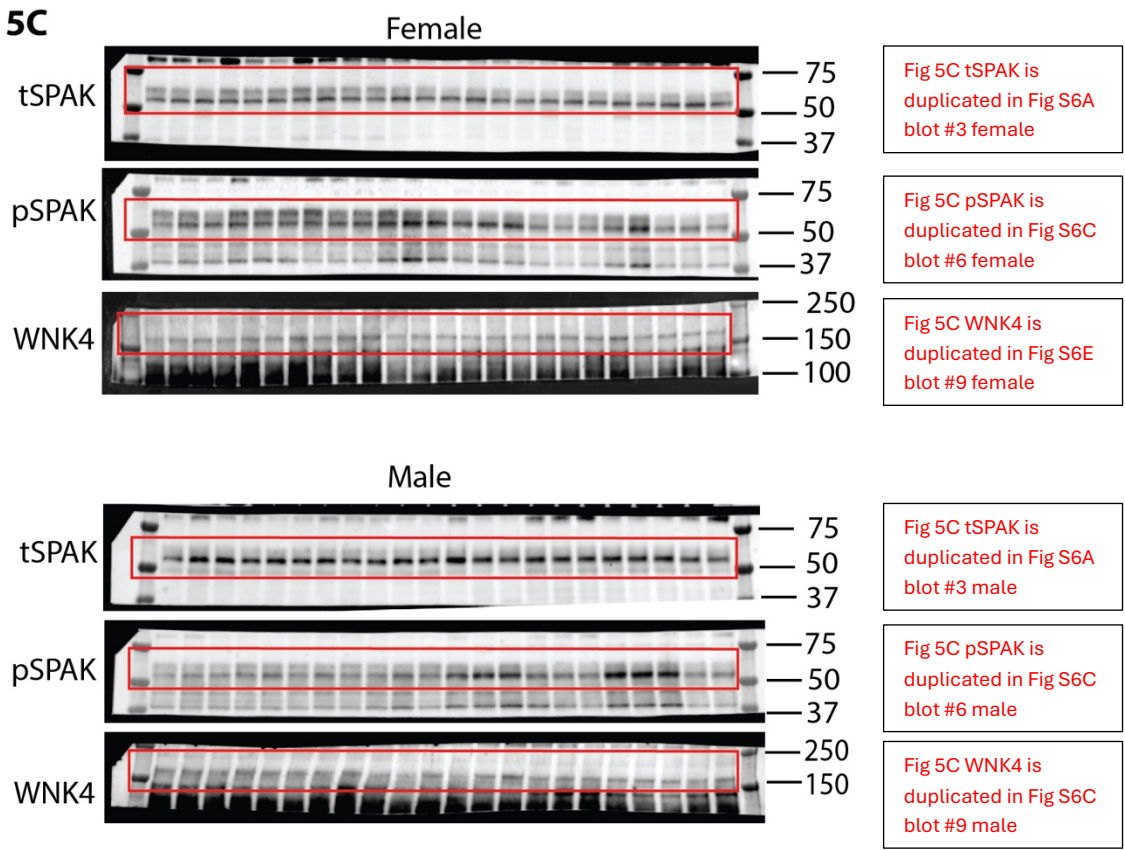 5C
Female
tSPAK
75
50
37
Fig 5C tSPAK is
duplicated in Fig S6A
blot #3 female
pSPAK
75
50
37
Fig 5C pSPAK is
duplicated in Fig S6C
blot #6 female
WNK4
250
150
100
Fig 5C WNK4 is
duplicated in Fig S6E
blot #9 female
Male
tSPAK
75
50
37
Fig 5C tSPAK is
duplicated in Fig S6A
blot #3 male
pSPAK
75
50
37
Fig 5C pSPAK is
duplicated in Fig S6C
blot #6 male
WNK4
250
150
Fig 5C WNK4 is
duplicated in Fig S6C
blot #9 male